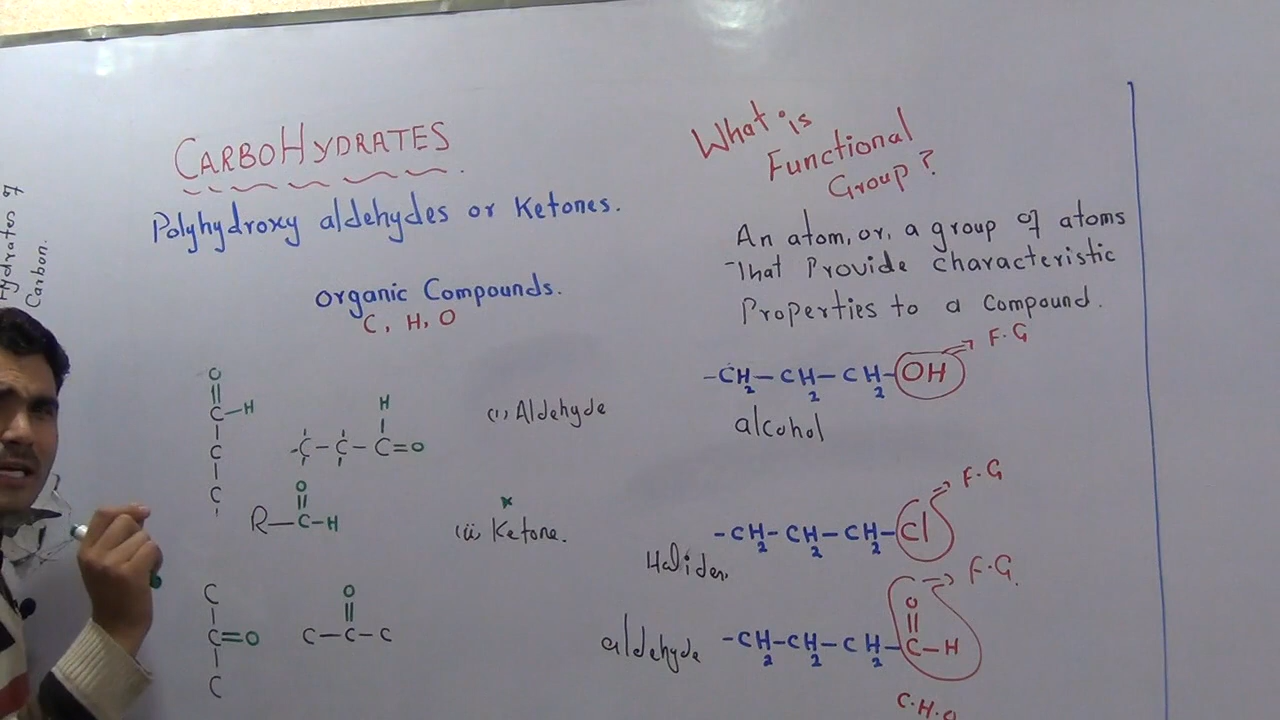 Hydrates of
Carbon.
CARBOHYDRATES
Polyhydroxy aldehydes or Ketones.
organic Compounds.
C, H, O
O
||
C-H
|
C
|
C
H
|
-C-C-C=O
O
||
R-C-H
(i) Aldehyde
(ii) Ketone.
C
|
C=O
|
C
O
||
C-C-C
What is
Functional
Group?
An atom, or, a group of atoms
That Provide characteristic
Properties to a Compound.
-CH2-CH2-CH2-OH → F.G
alcohol
-CH2-CH2-CH2-Cl → F.G
Halides.
→ F.G.
O
||
aldehyde -CH2-CH2-CH2-C-H
C.H.O